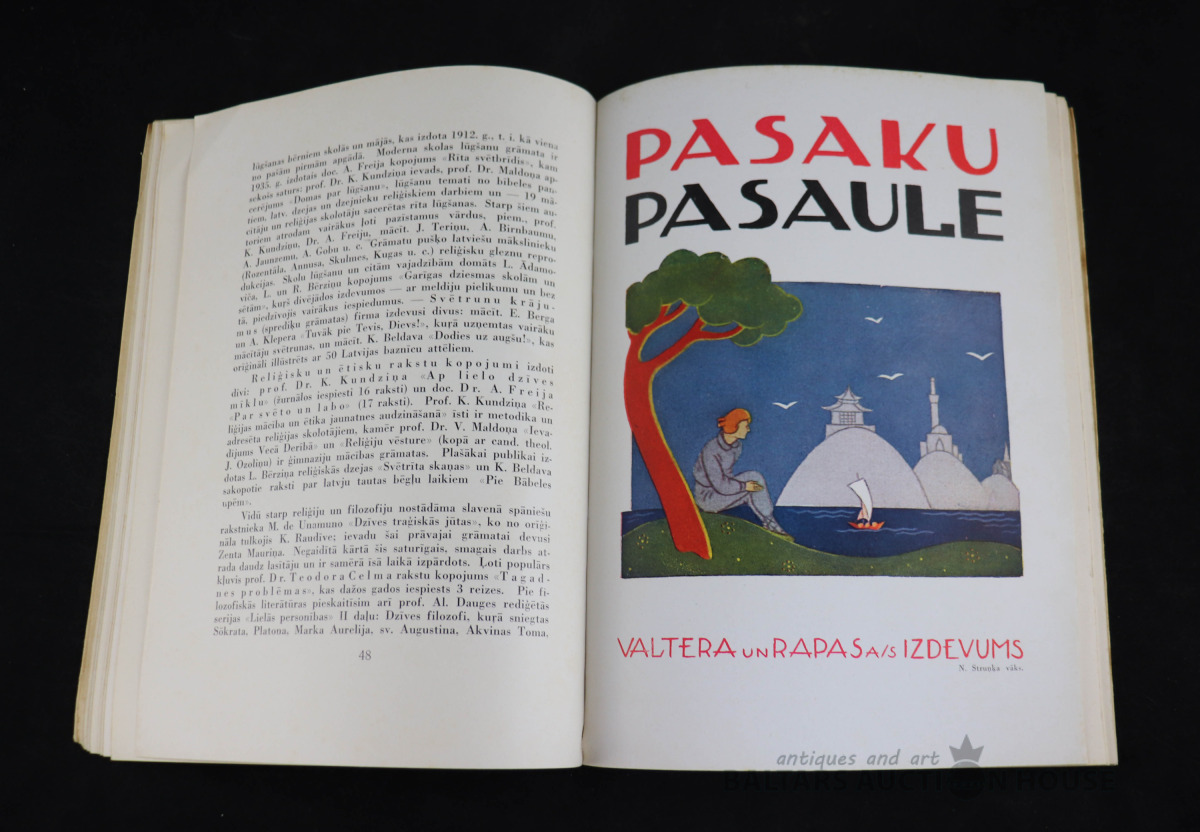 lūgšanas bērniem skolās un mājās, kas izdota 1912. g., t. i. kā viena
no pašām pirmām apgādā. Moderna skolas lūgšanu grāmata ir
1935. g. izdotais doc. A. Freija kopojums «Rīta svētbrīdis», kam
sekois saturs: prof. Dr. K. Kundziņa ievads, prof. Dr. Maldoņa ap-
cerējums «Domas par lūgšanu», lūgšanu temati no bibeles pan-
tiem, latv. dzejas un dzejnieku reliģiskiem darbiem un — 19 mā-
cītāju un reliģijas skolotāju sacerētas rīta lūgšanas. Starp šiem au-
toriem atrodam vairākus ļoti pazīstamus vārdus, piem., prof.
K. Kundziņu, Dr. A. Freiju, mācīt. J. Teriņu, A. Birnbaumu,
A. Jaunzemu, A. Gobu u. c. Grāmatu pušķo latviešu mākslinieku
(Rozentāla, Annusa, Skulmes, Kugas u. c.) reliģisku gleznu repro-
dukcijas. Skolu lūgšanu un citām vajadzībām domāts L. Ādamo-
viča, L. un R. Bērziņu kopojums «Garīgas dziesmas skolām un
sētām», kurš divējādos izdevumos — ar meldiju pielikumu un bez
tā, piedzīvojis vairākus iespiedumus. — Svētrunu krāju-
mus (sprediķu grāmatas) firma izdevusi divus: mācīt. E. Berga
un A. Klepera «Tuvāk pie Tevis, Dievs!», kuŗā uzņemtas vairāku
mācītāju svētrunas, un mācīt. K. Beldava «Dodies uz augšu!», kas
oriģināli illūstrēts ar 50 Latvijas baznīcu attēliem.
Reliģisku un ētisku rakstu kopojumi izdoti
divi: prof. Dr. K. Kundziņa «Ap lielo dzīves
mīklu» (žurnālos iespiesti 16 raksti) un doc. Dr. A. Freija
«Par svēto un labo» (17 raksti). Prof. K. Kundziņa «Re-
liģijas mācība un ētika jaunatnes audzināšanā» īsti ir metodika un
adresēta reliģijas skolotājiem, kamēr prof. Dr. V. Maldoņa «Ieva-
dījums Vecā Derībā» un «Reliģiju vēsture» (kopā ar cand. theol.
J. Ozoliņu) ir ģimnaziju mācības grāmatas. Plašākai publikai iz-
dotas L. Bērziņa reliģiskās dzejas «Svētrīta skaņas» un K. Beldava
sakopotie raksti par latvju tautas bēgļu laikiem «Pie Bābeles
upēm».
Vidū starp reliģiju un filozofiju nostādāma slavenā spāniešu
rakstnieka M. de Unamuno «Dzīves traģiskās jūtas», ko no oriģi-
nāla tulkojis K. Raudive; ievadu šai prāvajai grāmatai devusi
Zenta Mauriņa. Negaidītā kārtā šis saturīgais, smagais darbs at-
rada daudz lasītāju un ir samērā īsā laikā izpārdots. Ļoti populārs
kļuvis prof. Dr. Teodora Celma rakstu kopojums «Tagad-
nes problēmas», kas dažos gados iespiests 3 reizes. Pie fi-
lozofiskās literātūras pieskaitīsim arī prof. Al. Dauges rediģētās
serijas «Lielās personības» II daļu: Dzīves filozofi, kuŗā sniegtas
Sōkrata, Platona, Marka Aurelija, sv. Augustina, Akvinas Toma,
48
PASAKU
PASAULE
VALTERA UN RAPAS A/S IZDEVUMS
N. Strunka vāks.
antiques and art
BALTARS AUCTION HOUSE